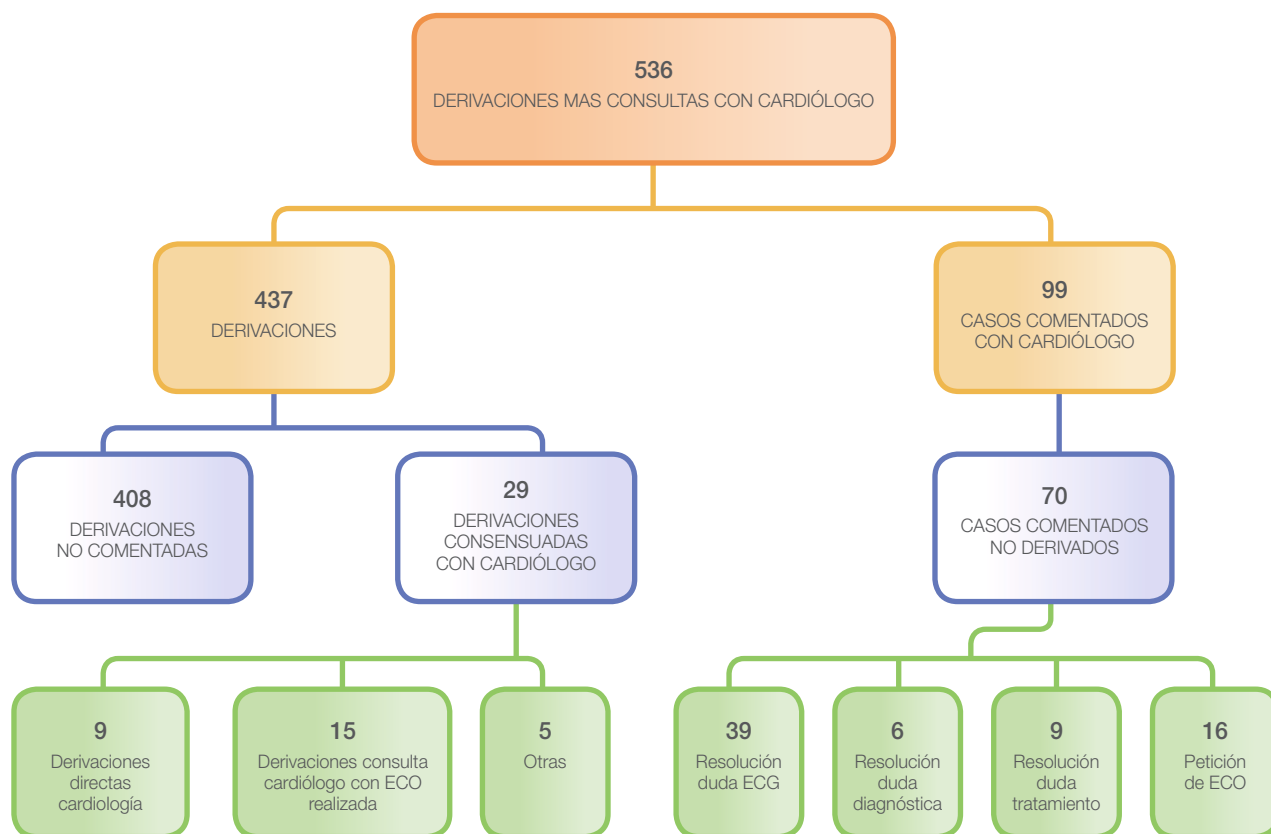 536
DERIVACIONES MAS CONSULTAS CON CARDIÓLOGO
437
DERIVACIONES
99
CASOS COMENTADOS
CON CARDIÓLOGO
408
DERIVACIONES
NO COMENTADAS
29
DERIVACIONES
CONSENSUADAS
CON CARDIÓLOGO
70
CASOS COMENTADOS
NO DERIVADOS
9
Derivaciones
directas
cardiología
15
Derivaciones consulta
cardiólogo con ECO
realizada
5
Otras
39
Resolución
duda ECG
6
Resolución
duda
diagnóstica
9
Resolución
duda
tratamiento
16
Petición
de ECO